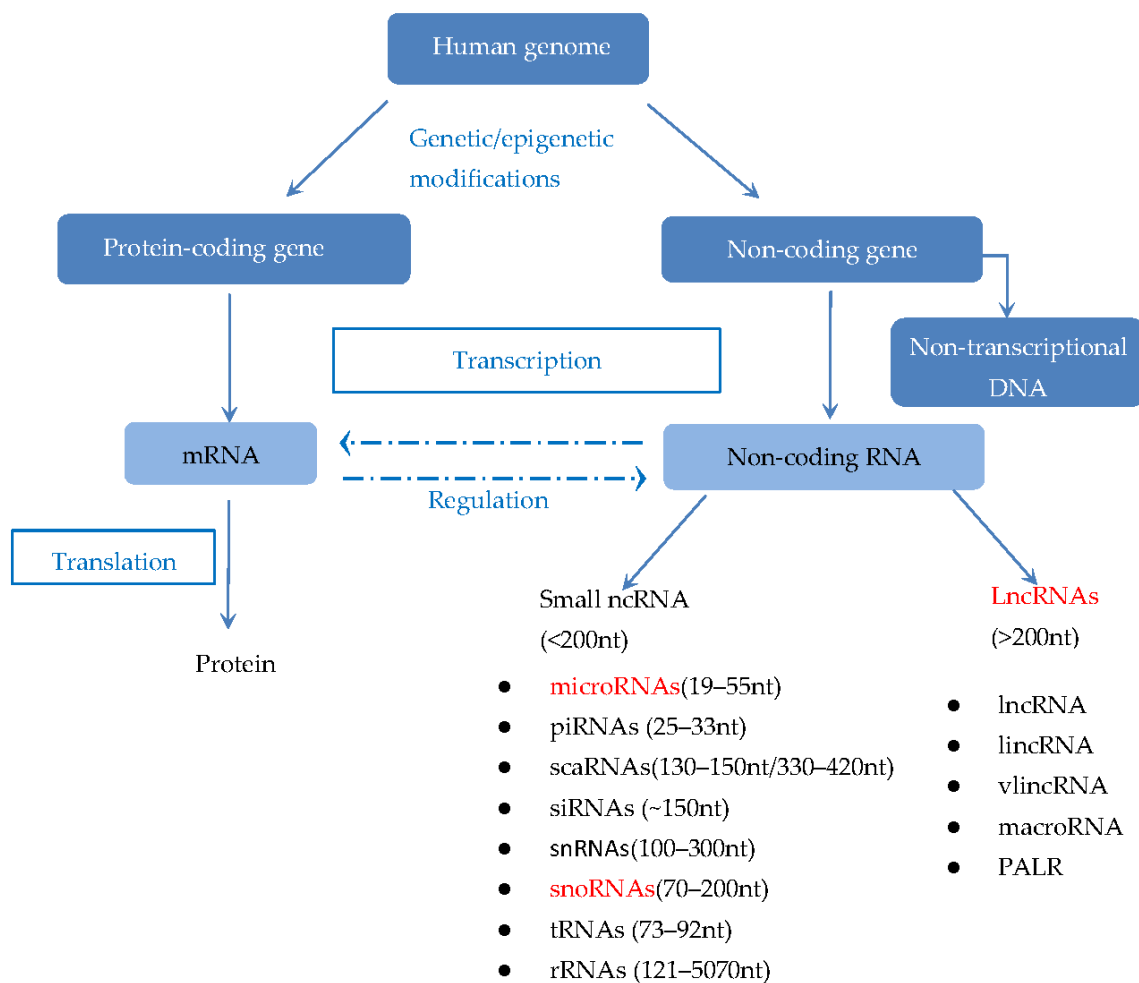 Human genome
Genetic/epigenetic
modifications
Protein-coding gene
Non-coding gene
Transcription
Non-transcriptional
DNA
mRNA
Non-coding RNA
Regulation
Translation
Protein
Small ncRNA
(<200nt)
● microRNAs(19–55nt)
● piRNAs (25–33nt)
● scaRNAs(130–150nt/330–420nt)
● siRNAs (~150nt)
● snRNAs(100–300nt)
● snoRNAs(70–200nt)
● tRNAs (73–92nt)
● rRNAs (121–5070nt)
LncRNAs
(>200nt)
● lncRNA
● lincRNA
● vlincRNA
● macroRNA
● PALR